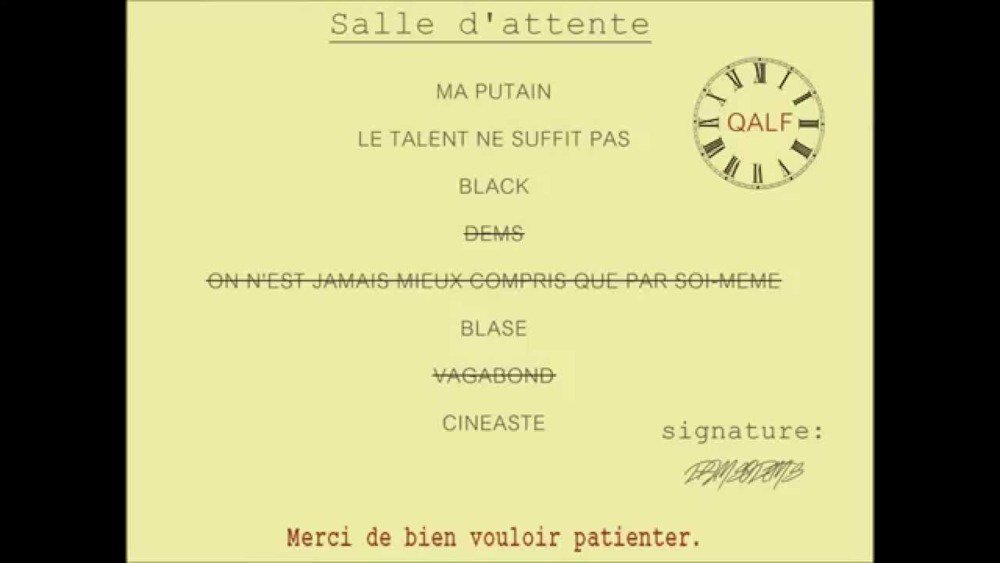 Salle d'attente
MA PUTAIN
QALF
LE TALENT NE SUFFIT PAS
BLACK
DEMS
ON N'EST JAMAIS MIEUX COMPRIS QUE PAR SOI-MEME
BLASE
VAGABOND
CINEASTE
signature:
Merci de bien vouloir patienter.